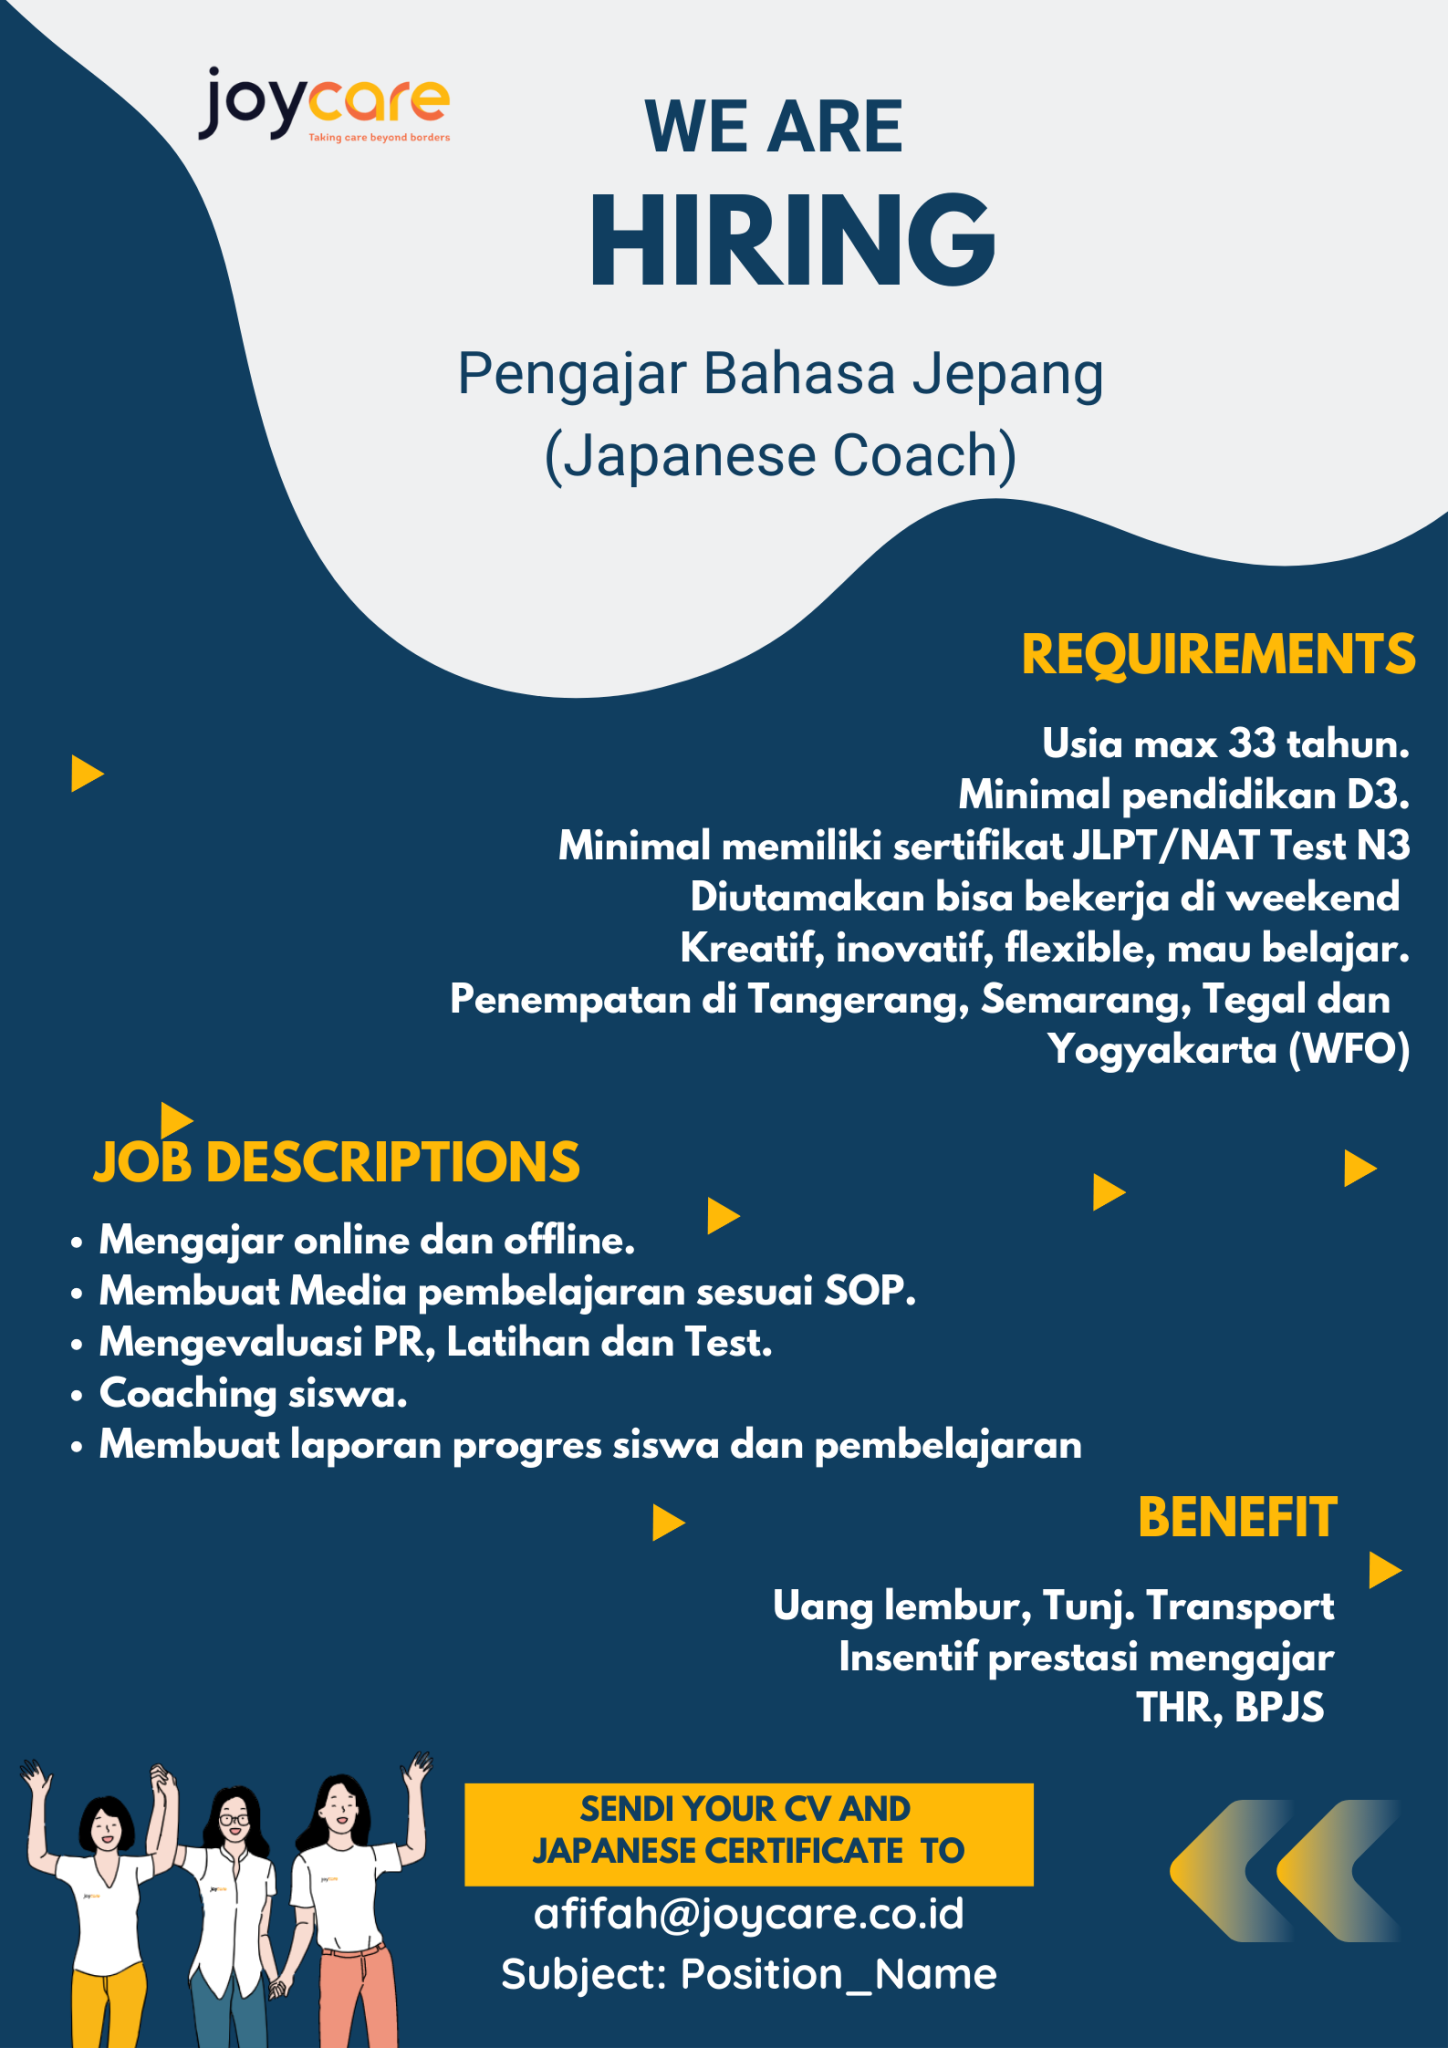 joycare
Taking care beyond borders
WE ARE
HIRING
Pengajar Bahasa Jepang
(Japanese Coach)
REQUIREMENTS
Usia max 33 tahun.
Minimal pendidikan D3.
Minimal memiliki sertifikat JLPT/NAT Test N3
Diutamakan bisa bekerja di weekend
Kreatif, inovatif, flexible, mau belajar.
Penempatan di Tangerang, Semarang, Tegal dan
Yogyakarta (WFO)
JOB DESCRIPTIONS
• Mengajar online dan offline.
• Membuat Media pembelajaran sesuai SOP.
• Mengevaluasi PR, Latihan dan Test.
• Coaching siswa.
• Membuat laporan progres siswa dan pembelajaran
BENEFIT
Uang lembur, Tunj. Transport
Insentif prestasi mengajar
THR, BPJS
SENDI YOUR CV AND
JAPANESE CERTIFICATE TO
afifah@joycare.co.id
Subject: Position_Name
joycare
joycare
joycare